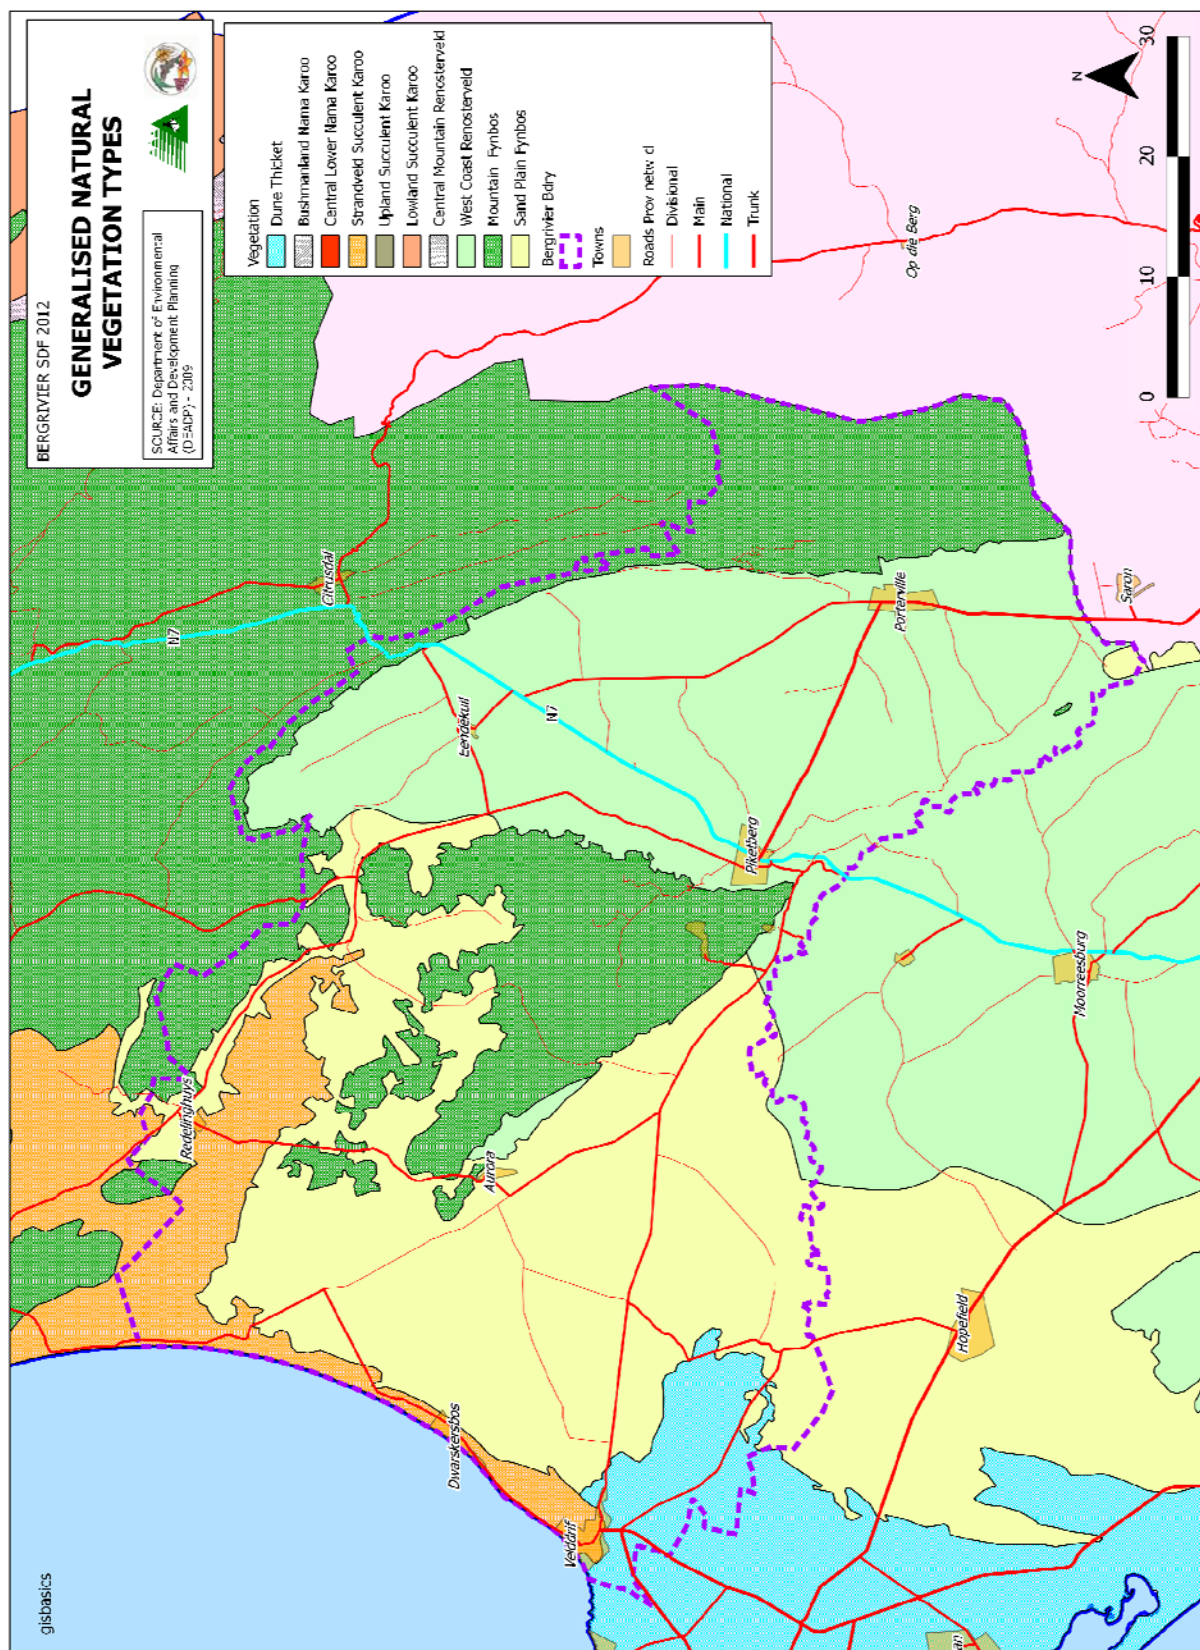 BERGRIVIER SDF 2012
GENERALISED NATURAL
VEGETATION TYPES
SOURCE: Department of Environmental
Affairs and Development Planning
(DEADP) - 2009
Vegetation
Dune Thicket
Bushmanland Nama Karoo
Central Lower Nama Karoo
Strandveld Succulent Karoo
Upland Succulent Karoo
Lowland Succulent Karoo
Central Mountain Renosterveld
West Coast Renosterveld
Mountain Fynbos
Sand Plain Fynbos
Bergrivier Bdry
Towns
Roads Prov netw cl
Divisional
Main
National
Trunk
N
0 10 20 30
gisbasics
Citrusdal
N7
Eendekuil
N7
Op die Berg
Porterville
Saron
Piketberg
Moorreesburg
Redelinghuys
Aurora
Hopefield
Dwarskersbos
Velddrif
an